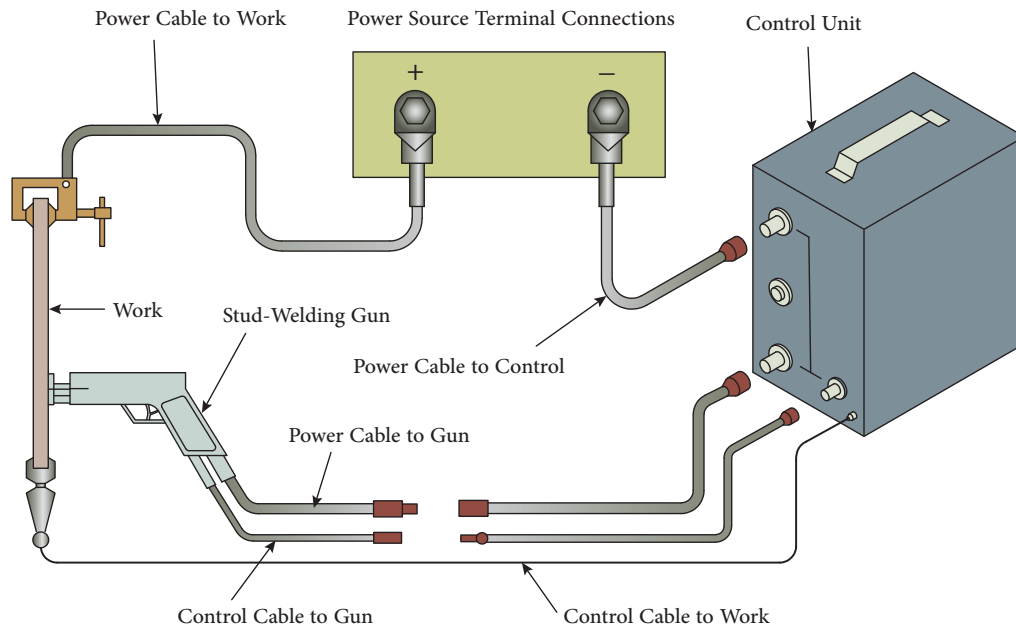 Power Cable to Work
Power Source Terminal Connections
Control Unit
+
−
Work
Stud-Welding Gun
Power Cable to Control
Power Cable to Gun
Control Cable to Gun
Control Cable to Work